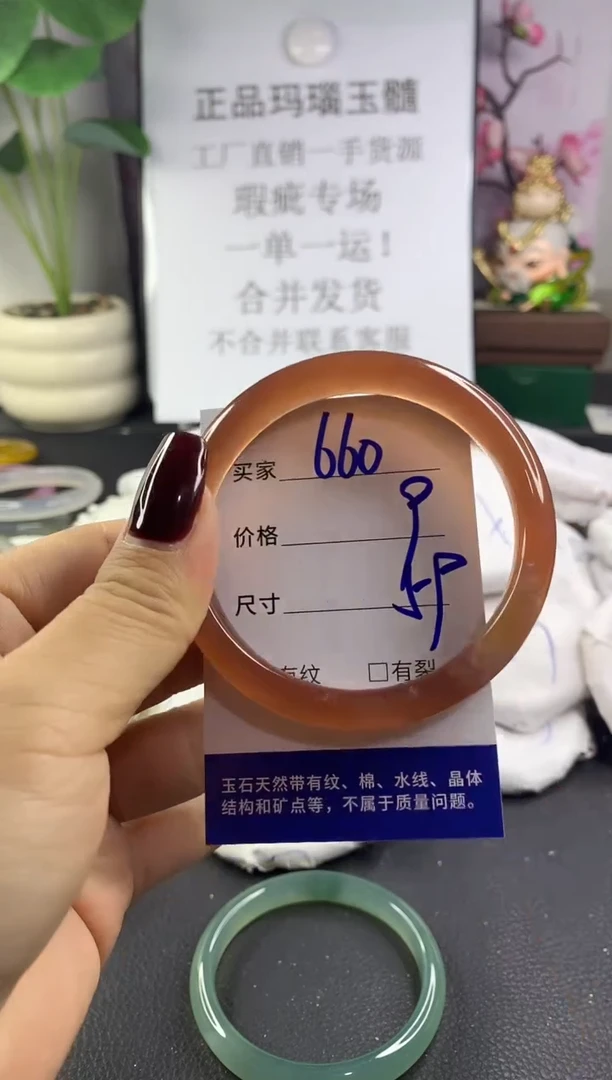 正品玛瑙玉髓
工厂直销一手货源
瑕疵专场
一单一运！
合并发货
不合并联系客服
买家 660
价格
尺寸
有纹 □有裂
玉石天然带有纹、棉、水线、晶体
结构和矿点等，不属于质量问题。